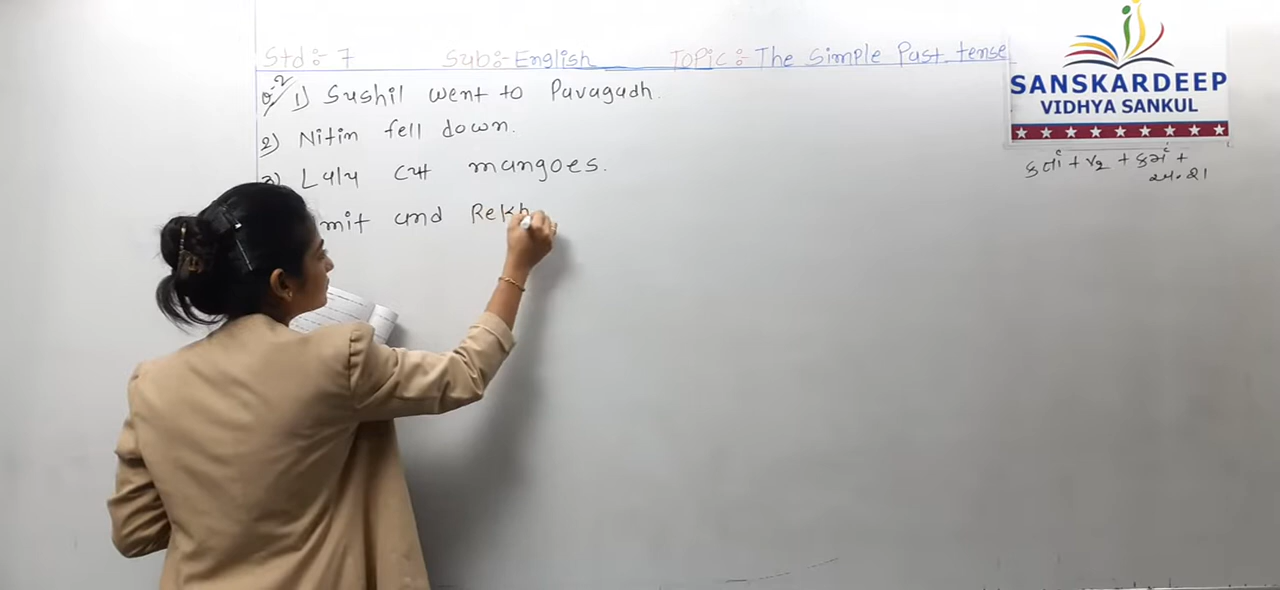 Std :- 7 Sub :- English Topic :- The Simple Past tense
Q-2 1) Sushil went to Pavagadh.
2) Nitin fell down.
3) cut mangoes.
mit and Rekh
SANSKARDEEP
VIDHYA SANKUL
કર્તા + V2 + કર્મ +